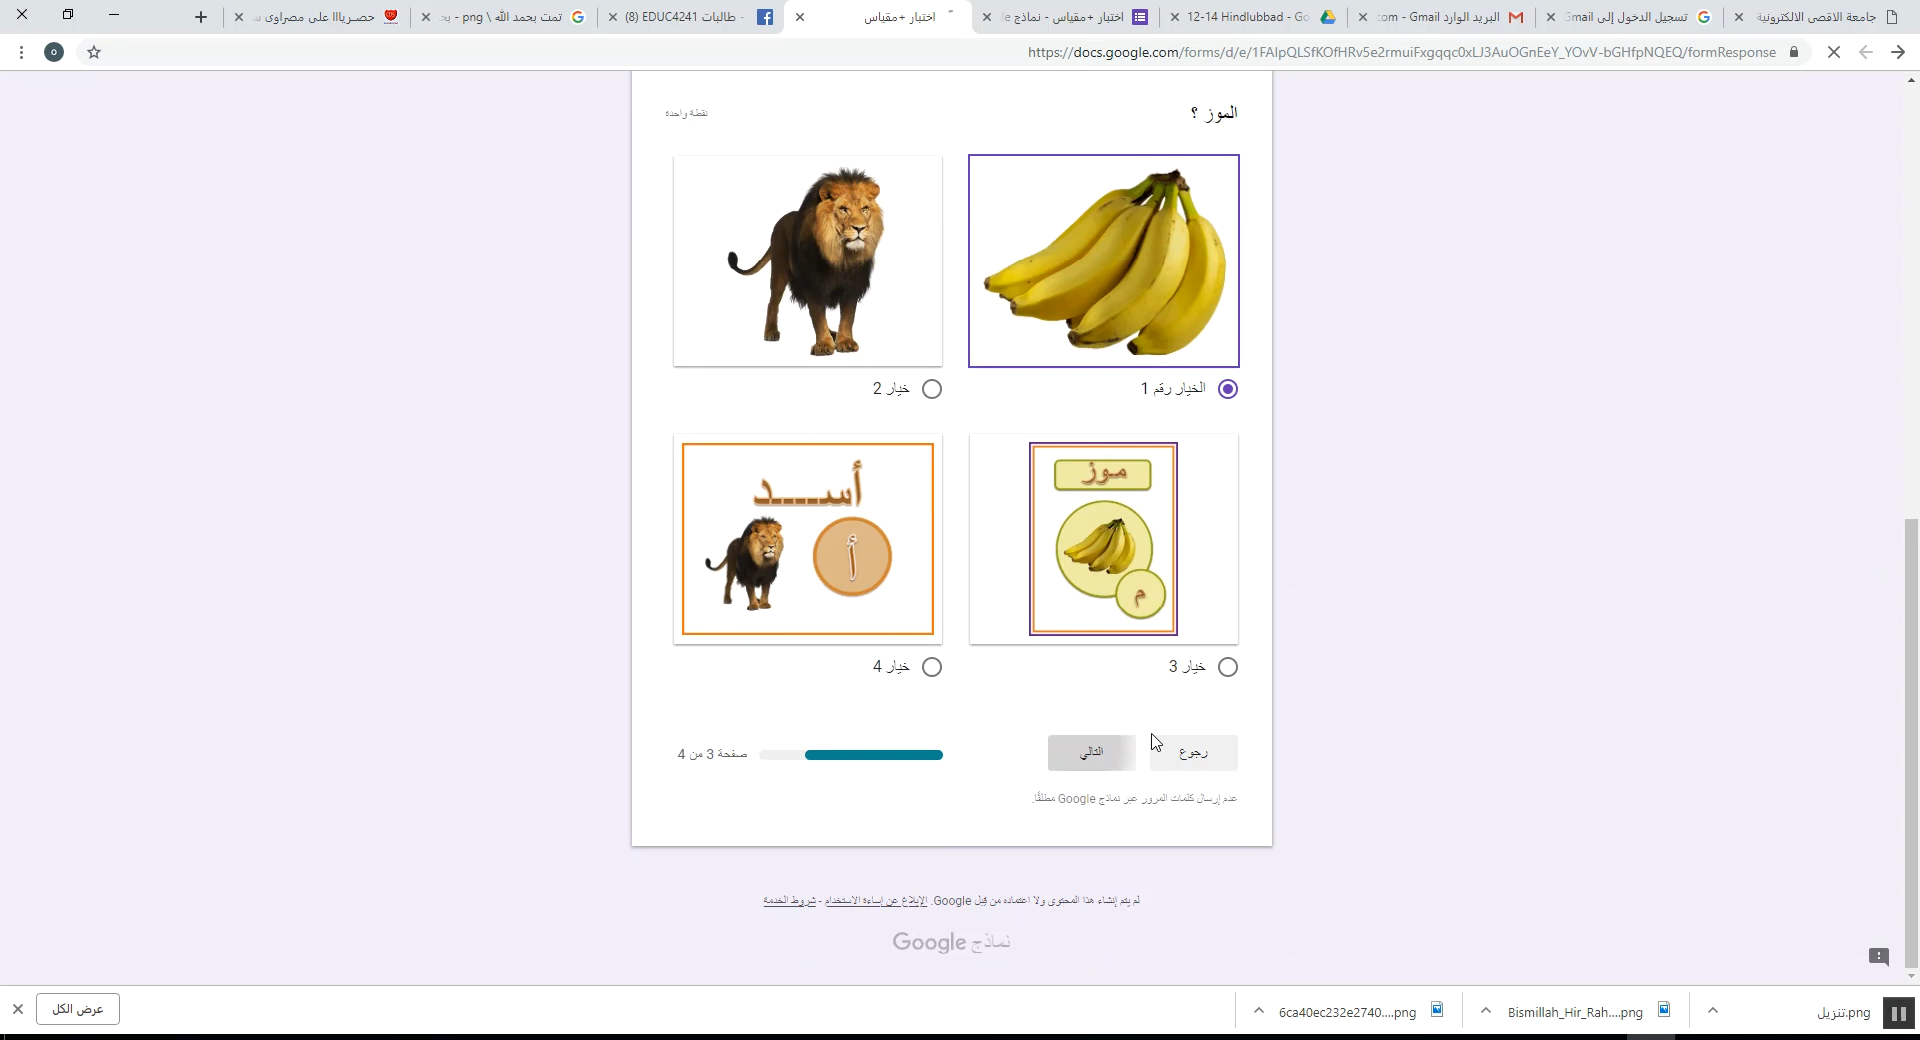 جامعة الاقصى الالكترونية
تسجيل الدخول إلى Gmail
البريد الوارد - Gmail
12-14 Hindlubbad - Go
اختبار +مقياس - نماذج
اختبار +مقياس
(8) EDUC4241 طالبات
تمت بحمد الله \ png -
حصـريااا على مصراوى
https://docs.google.com/forms/d/e/1FAIpQLSfKOfHRv5e2rmuiFxgqqc0xLJ3AuOGnEeY_YOvV-bGHfpNQEQ/formResponse
الموز ؟
نقطة واحدة
الخيار رقم 1
خيار 2
موز
م
أســـد
أ
خيار 3
خيار 4
رجوع
التالي
صفحة 3 من 4
عدم إرسال كلمات المرور عبر نماذج Google مطلقًا.
لم يتم إنشاء هذا المحتوى ولا اعتماده من قبل Google. الإبلاغ عن إساءة الاستخدام - شروط الخدمة
نماذج Google
تنزيل.png
Bismillah_Hir_Rah....png
6ca40ec232e2740....png
عرض الكل